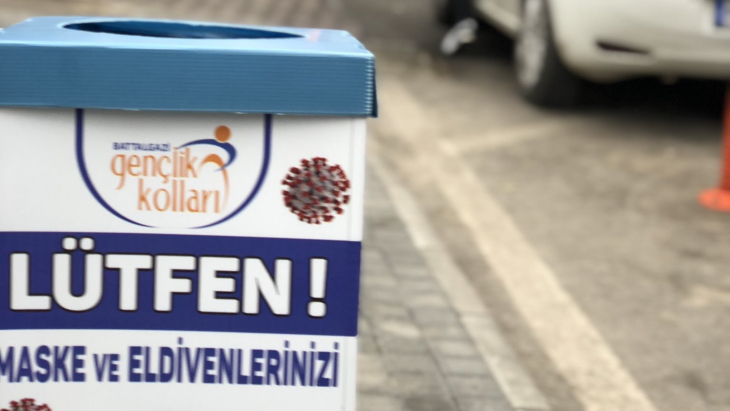 BATTALGAZİ
gençlik
kolları
LÜTFEN !
MASKE VE ELDİVENLERİNİZİ